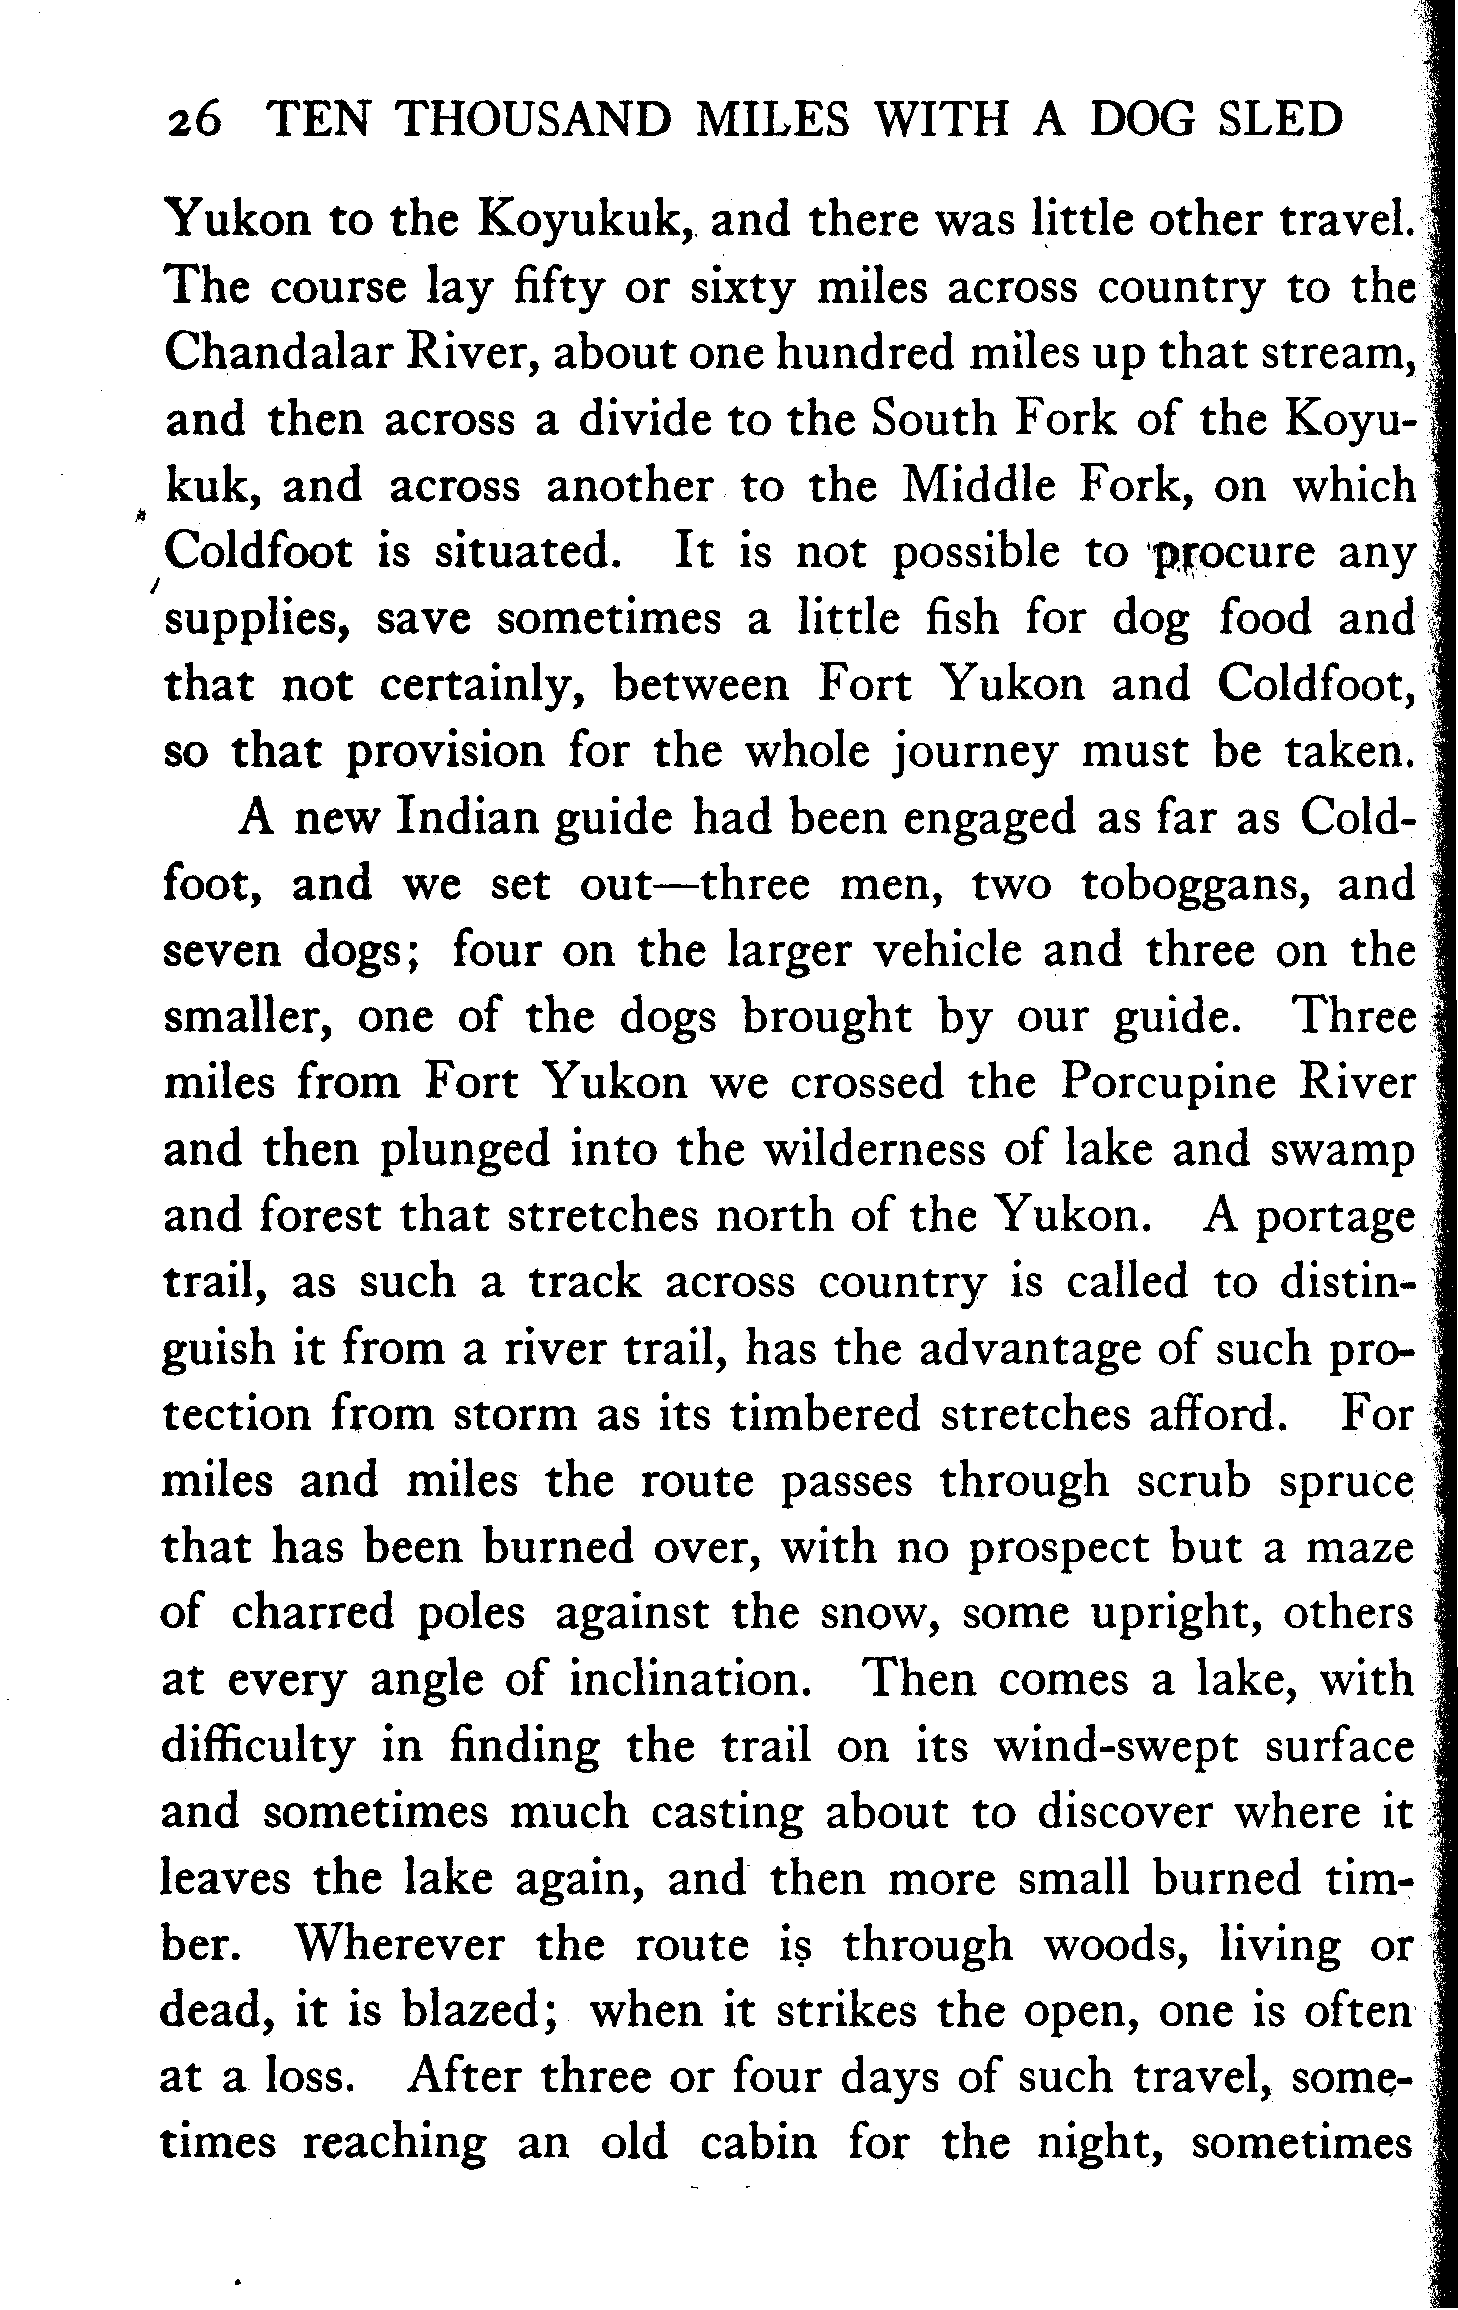 26 TEN THOUSAND MILES WITH A DOG SLED
Yukon to the Koyukuk, and there was little other travel.
The course lay fifty or sixty miles across country to the
Chandalar River, about one hundred miles up that stream,
and then across a divide to the South Fork of the Koyu-
kuk, and across another to the Middle Fork, on which
Coldfoot is situated. It is not possible to procure any
supplies, save sometimes a little fish for dog food and
that not certainly, between Fort Yukon and Coldfoot,
so that provision for the whole journey must be taken.
A new Indian guide had been engaged as far as Cold-
foot, and we set out—three men, two toboggans, and
seven dogs; four on the larger vehicle and three on the
smaller, one of the dogs brought by our guide. Three
miles from Fort Yukon we crossed the Porcupine River
and then plunged into the wilderness of lake and swamp
and forest that stretches north of the Yukon. A portage
trail, as such a track across country is called to distin-
guish it from a river trail, has the advantage of such pro-
tection from storm as its timbered stretches afford. For
miles and miles the route passes through scrub spruce
that has been burned over, with no prospect but a maze
of charred poles against the snow, some upright, others
at every angle of inclination. Then comes a lake, with
difficulty in finding the trail on its wind-swept surface
and sometimes much casting about to discover where it
leaves the lake again, and then more small burned tim-
ber. Wherever the route is through woods, living or
dead, it is blazed; when it strikes the open, one is often
at a loss. After three or four days of such travel, some-
times reaching an old cabin for the night, sometimes